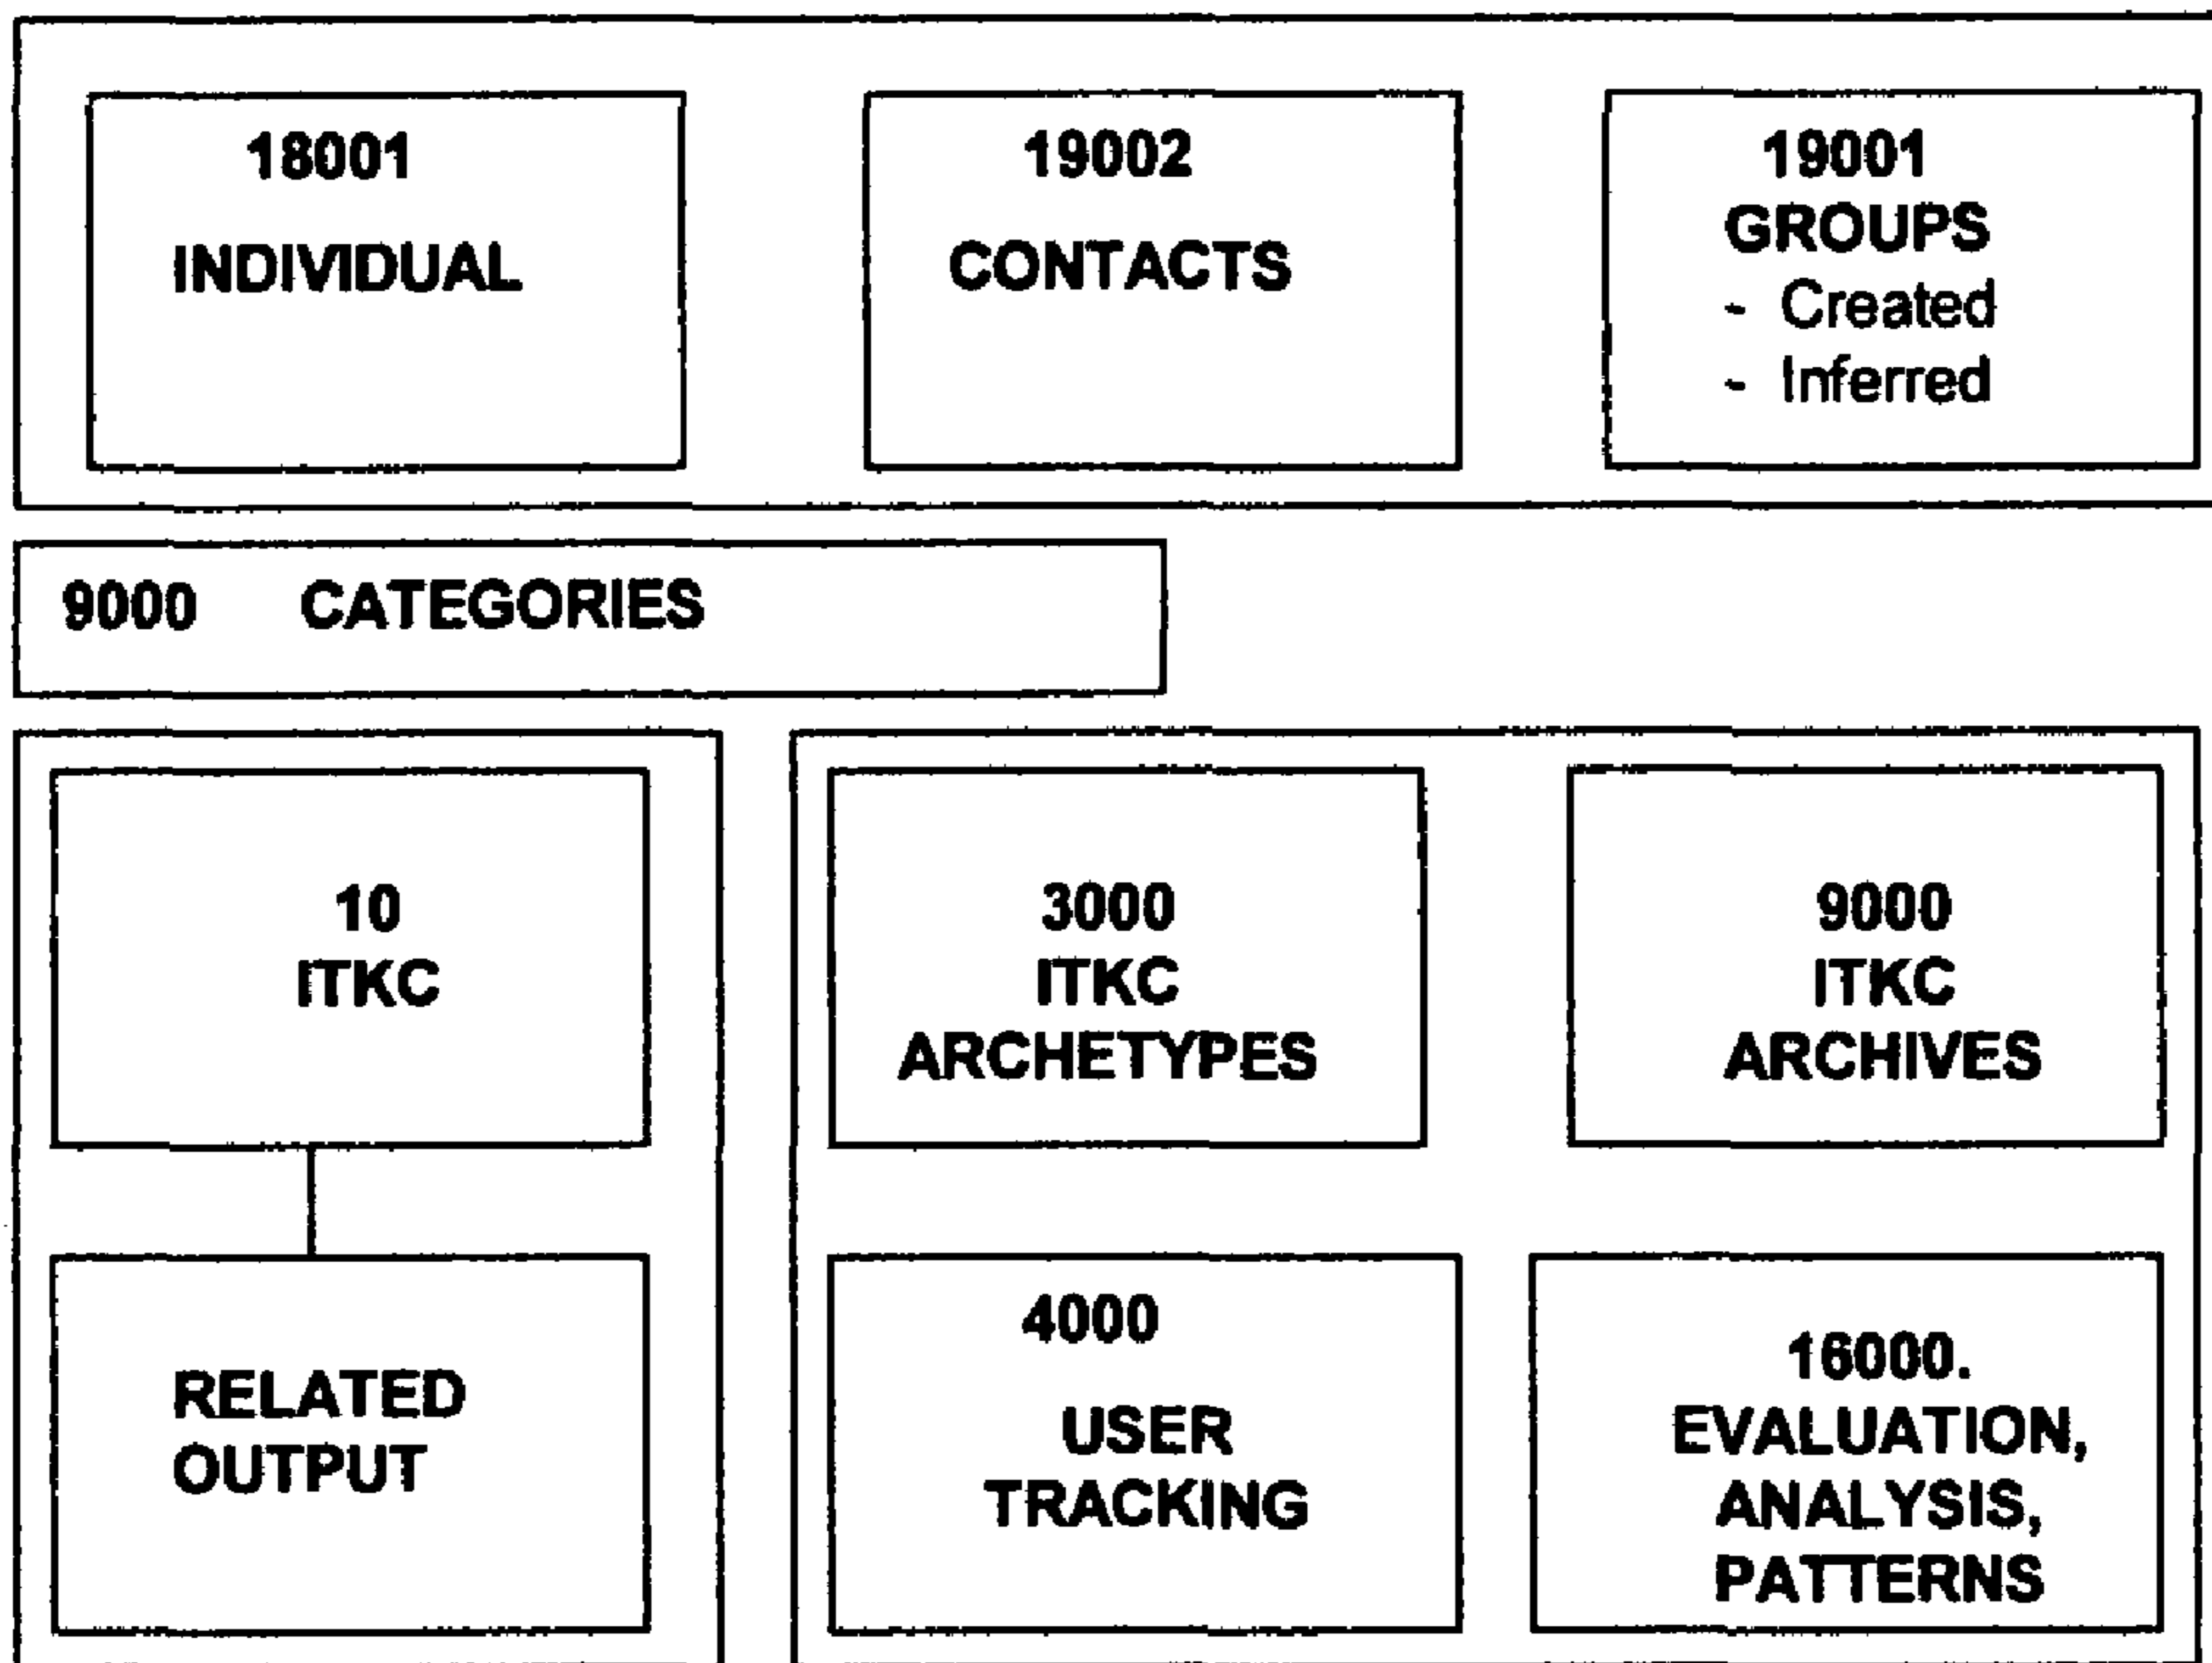 18001
INDIVIDUAL
19002
CONTACTS
19001
GROUPS
- Created
- Inferred
9000 CATEGORIES
10
ITKC
3000
ITKC
ARCHETYPES
9000
ITKC
ARCHIVES
RELATED
OUTPUT
4000
USER
TRACKING
16000.
EVALUATION,
ANALYSIS,
PATTERNS